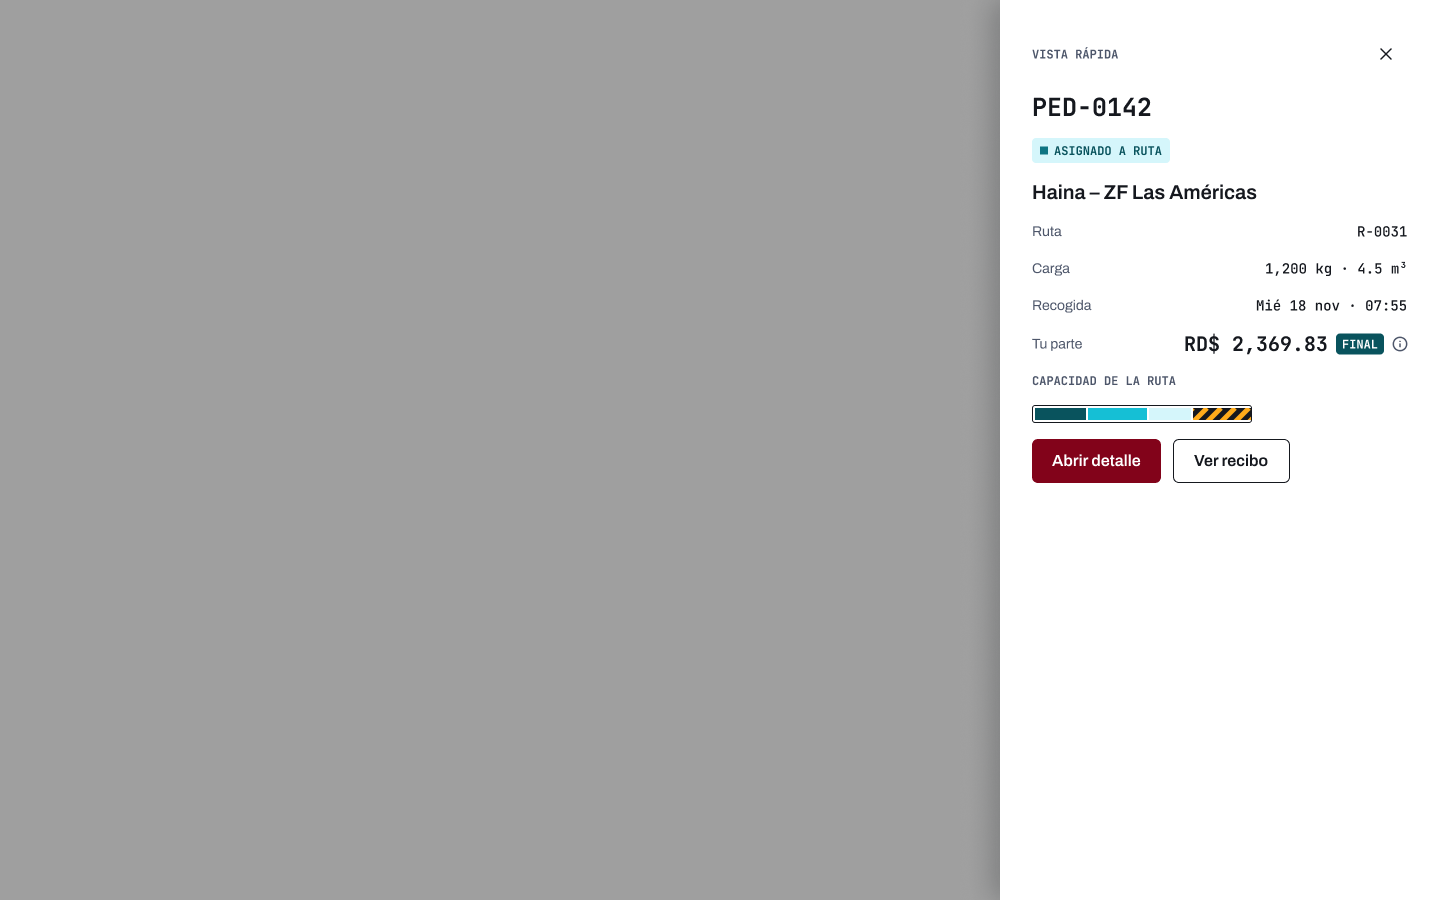 VISTA RÁPIDA
PED-0142
ASIGNADO A RUTA
Haina – ZF Las Américas
Ruta R-0031
Carga 1,200 kg · 4.5 m³
Recogida Mié 18 nov · 07:55
Tu parte RD$ 2,369.83 FINAL
CAPACIDAD DE LA RUTA
Abrir detalle Ver recibo